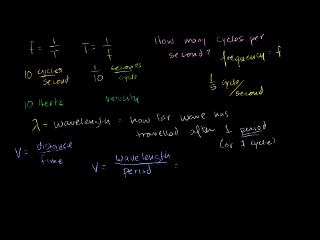 f = 1/T   T = 1/f
How many cycles per second?
frequency = f
10 cycles/second   1/10 seconds/cycle
1/5 cycle/second
10 Hertz   velocity
λ = wavelength = how far wave has travelled after 1 period (or 1 cycle)
V = distance/time
V = wavelength/period =